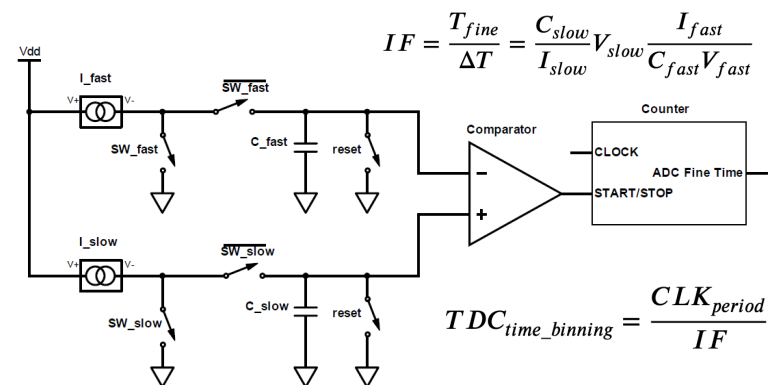 IF = T_fine / ΔT = C_slow / I_slow V_slow I_fast / C_fast V_fast
Vdd
I_fast
V+ V-
SW_fast
SW_fast
C_fast
reset
Comparator
Counter
CLOCK
ADC Fine Time
START/STOP
-
+
I_slow
V+ V-
SW_slow
SW_slow
C_slow
reset
TDC_time_binning = CLK_period / IF